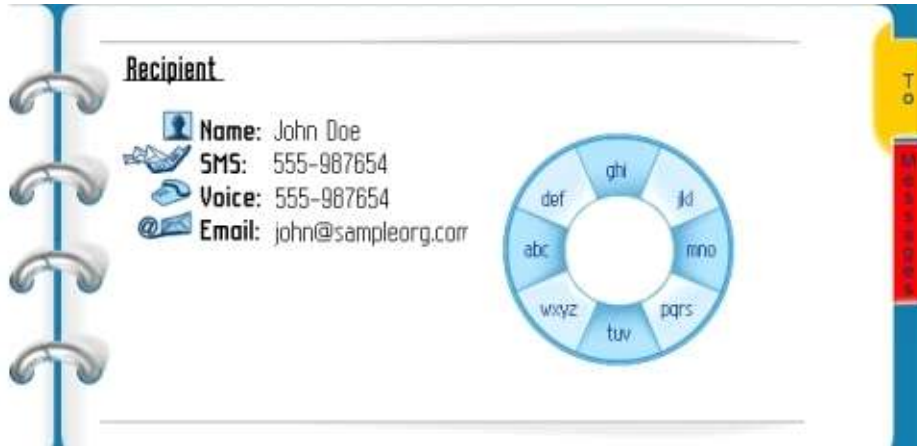 Recipient
Name: John Doe
SMS: 555-987654
Voice: 555-987654
Email: john@sampleorg.com
ghi
def
jkl
abc
mno
wxyz
pqrs
tuv
To
Messages